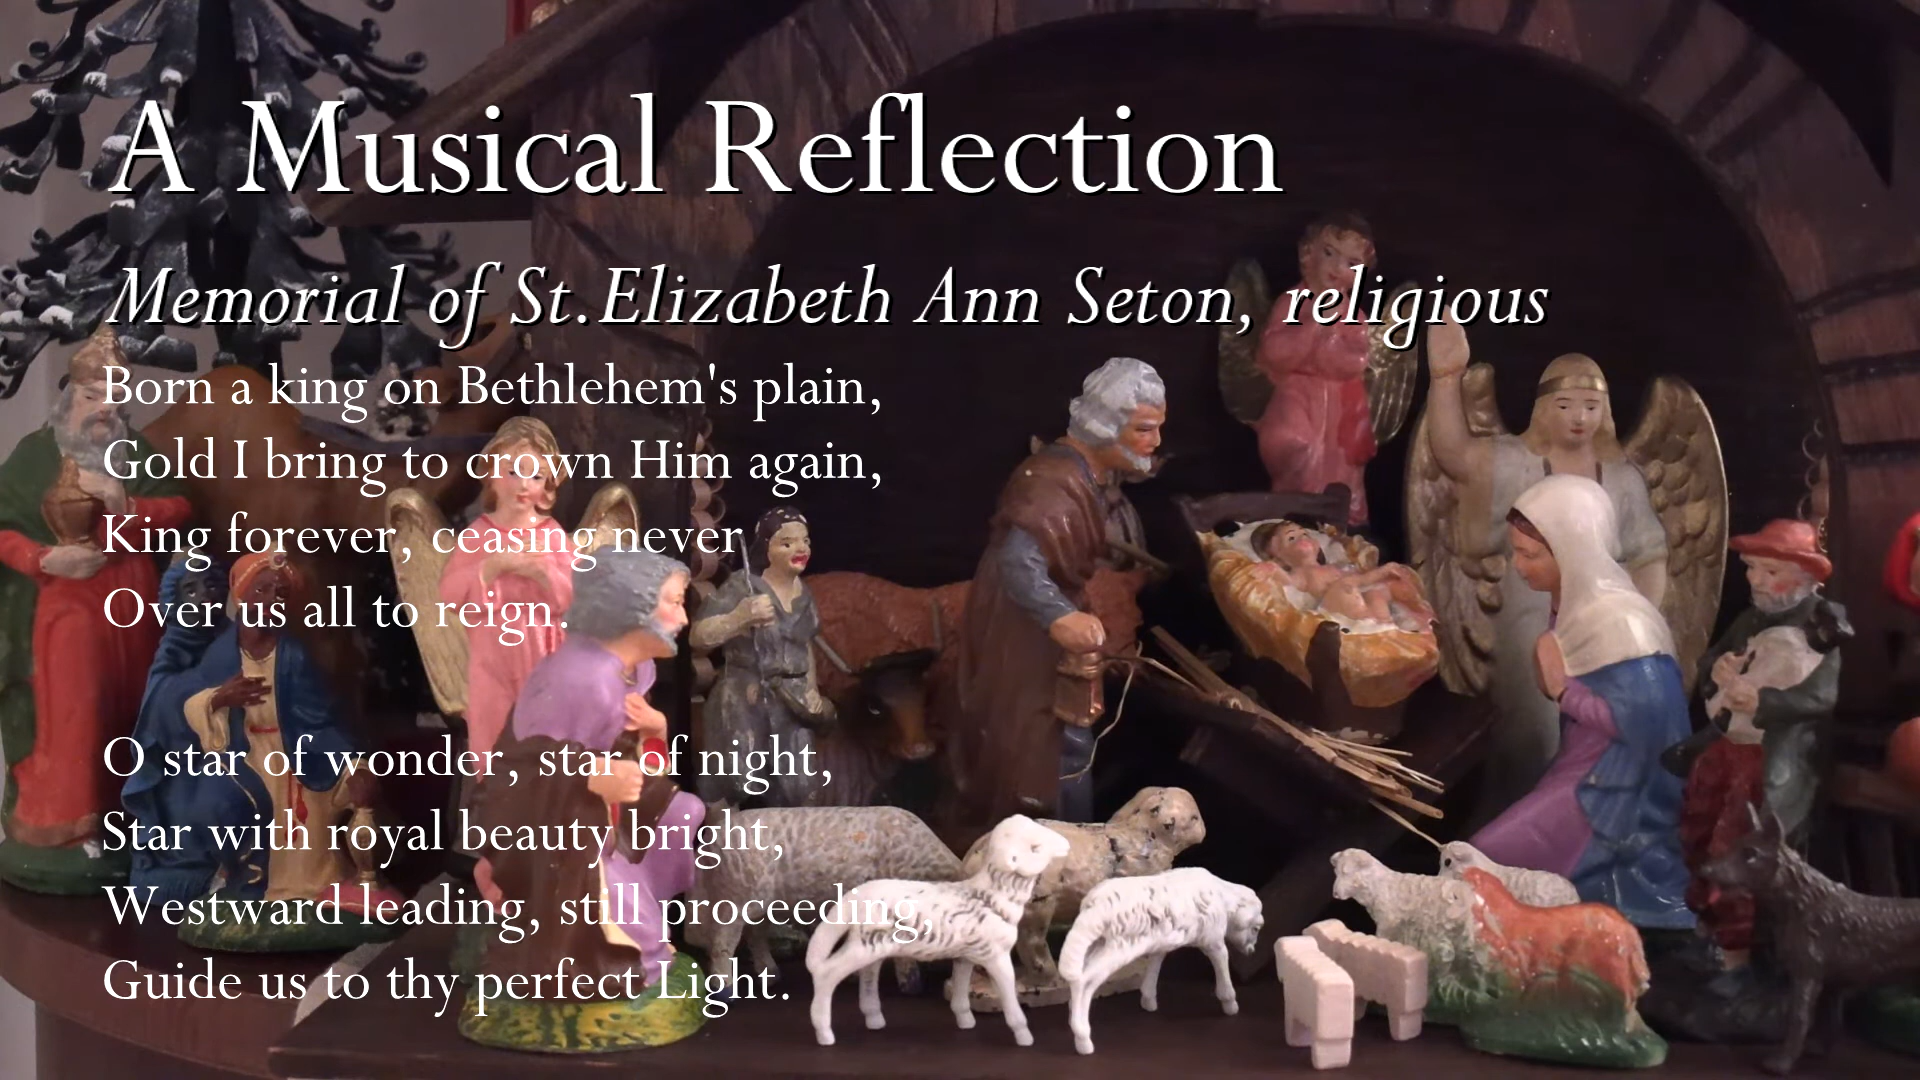 A Musical Reflection
Memorial of St.Elizabeth Ann Seton, religious
Born a king on Bethlehem's plain,
Gold I bring to crown Him again,
King forever, ceasing never
Over us all to reign.
O star of wonder, star of night,
Star with royal beauty bright,
Westward leading, still proceeding,
Guide us to thy perfect Light.